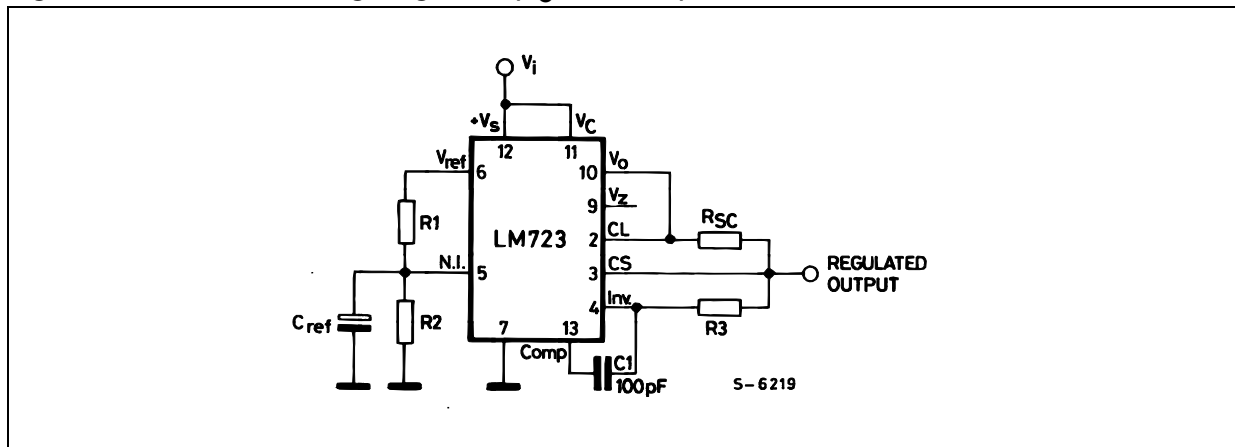 Vi
+Vs
VC
12
11
Vref
6
10
Vo
9
Vz
R1
LM723
2
CL
RSC
N.I.
5
3
CS
REGULATED
OUTPUT
4
Inv.
Cref
R2
R3
7
13
Comp
C1
100pF
S-6219